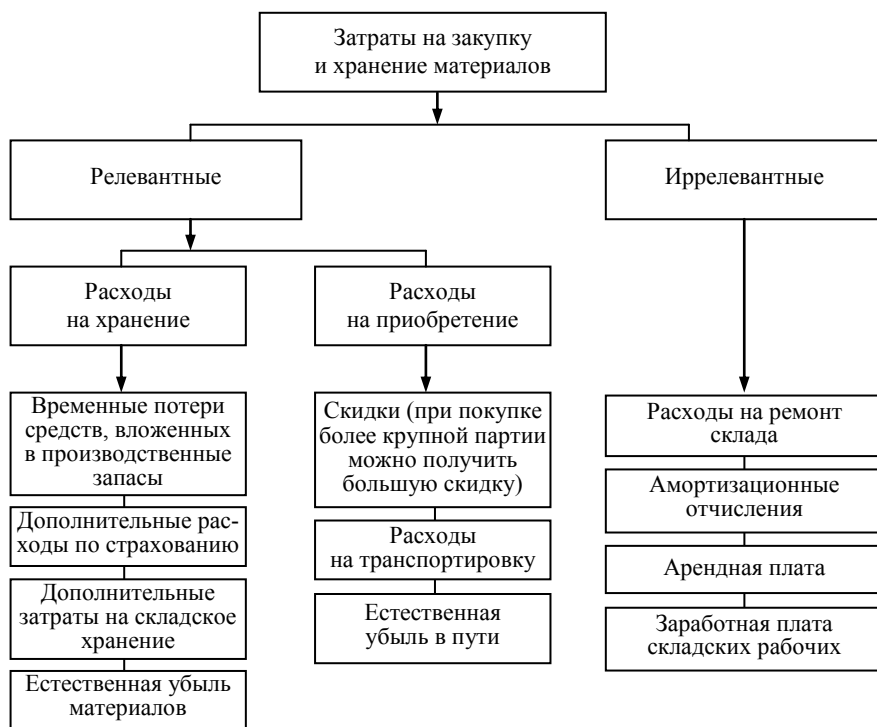 Затраты на закупку
и хранение материалов
Релевантные
Иррелевантные
Расходы
на хранение
Расходы
на приобретение
Временные потери
средств, вложенных
в производственные
запасы
Дополнительные рас-
ходы по страхованию
Дополнительные
затраты на складское
хранение
Естественная убыль
материалов
Скидки (при покупке
более крупной партии
можно получить
большую скидку)
Расходы
на транспортировку
Естественная
убыль в пути
Расходы на ремонт
склада
Амортизационные
отчисления
Арендная плата
Заработная плата
складских рабочих